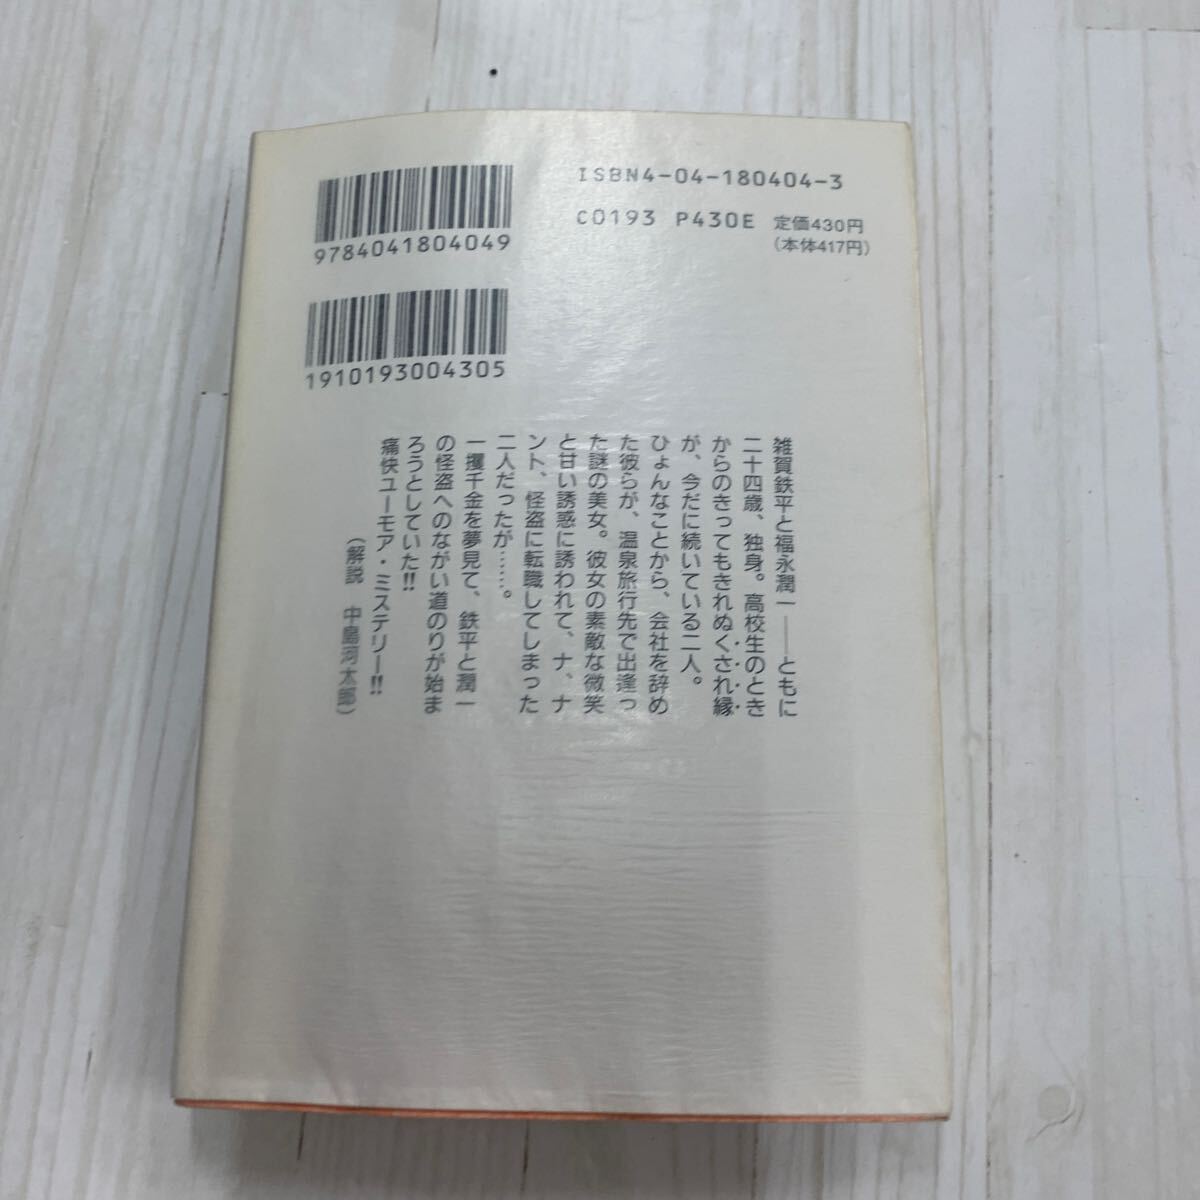 9784041804049
ISBN4-04-180404-3
C0193 P430E 定価430円
(本体417円)
1910193004305
雑賀鉄平と福永潤一――ともに
二十四歳、独身。高校生のとき
からのきってもきれぬくされ縁
が、今だに続いている二人。
ひょんなことから、会社を辞め
た彼らが、温泉旅行先で出逢っ
た謎の美女。彼女の素敵な微笑
と甘い誘惑に誘われて、ナ、ナ
ント、怪盗に転職してしまった
二人だったが……。
一攫千金を夢見て、鉄平と潤一
の怪盗へのながい道のりが始ま
ろうとしていた!!
痛快ユーモア・ミステリー!!
(解説 中島河太郎)